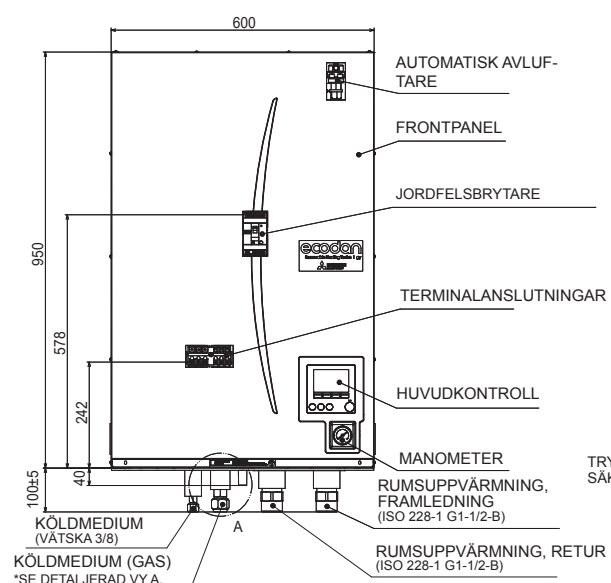 600
AUTOMATISK AVLUF-
TARE
FRONTPANEL
JORDFELSBRYTARE
950
578
ecodan
TERMINALANSLUTNINGAR
242
HUVUDKONTROLL
MANOMETER
TRY
SÄK
40
100±5
RUMSUPPVÄRMNING,
FRAMLEDNING
(ISO 228-1 G1-1/2-B)
KÖLDMEDIUM
(VÄTSKA 3/8)
A
RUMSUPPVÄRMNING, RETUR
(ISO 228-1 G1-1/2-B)
KÖLDMEDIUM (GAS)
*SE DETALJERAD VY A.